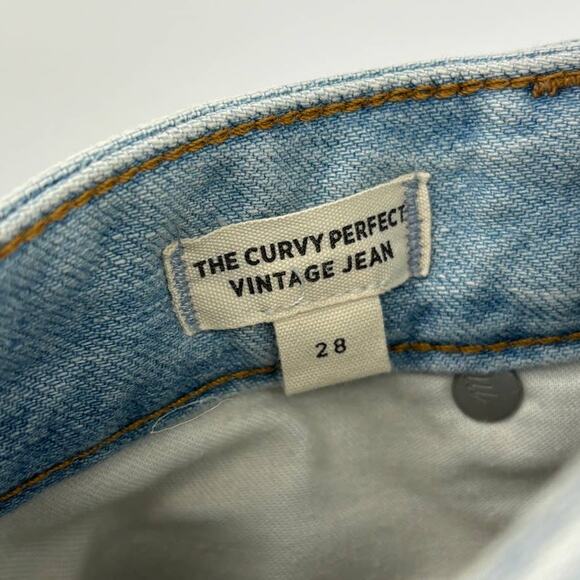 THE CURVY PERFECT
VINTAGE JEAN
28